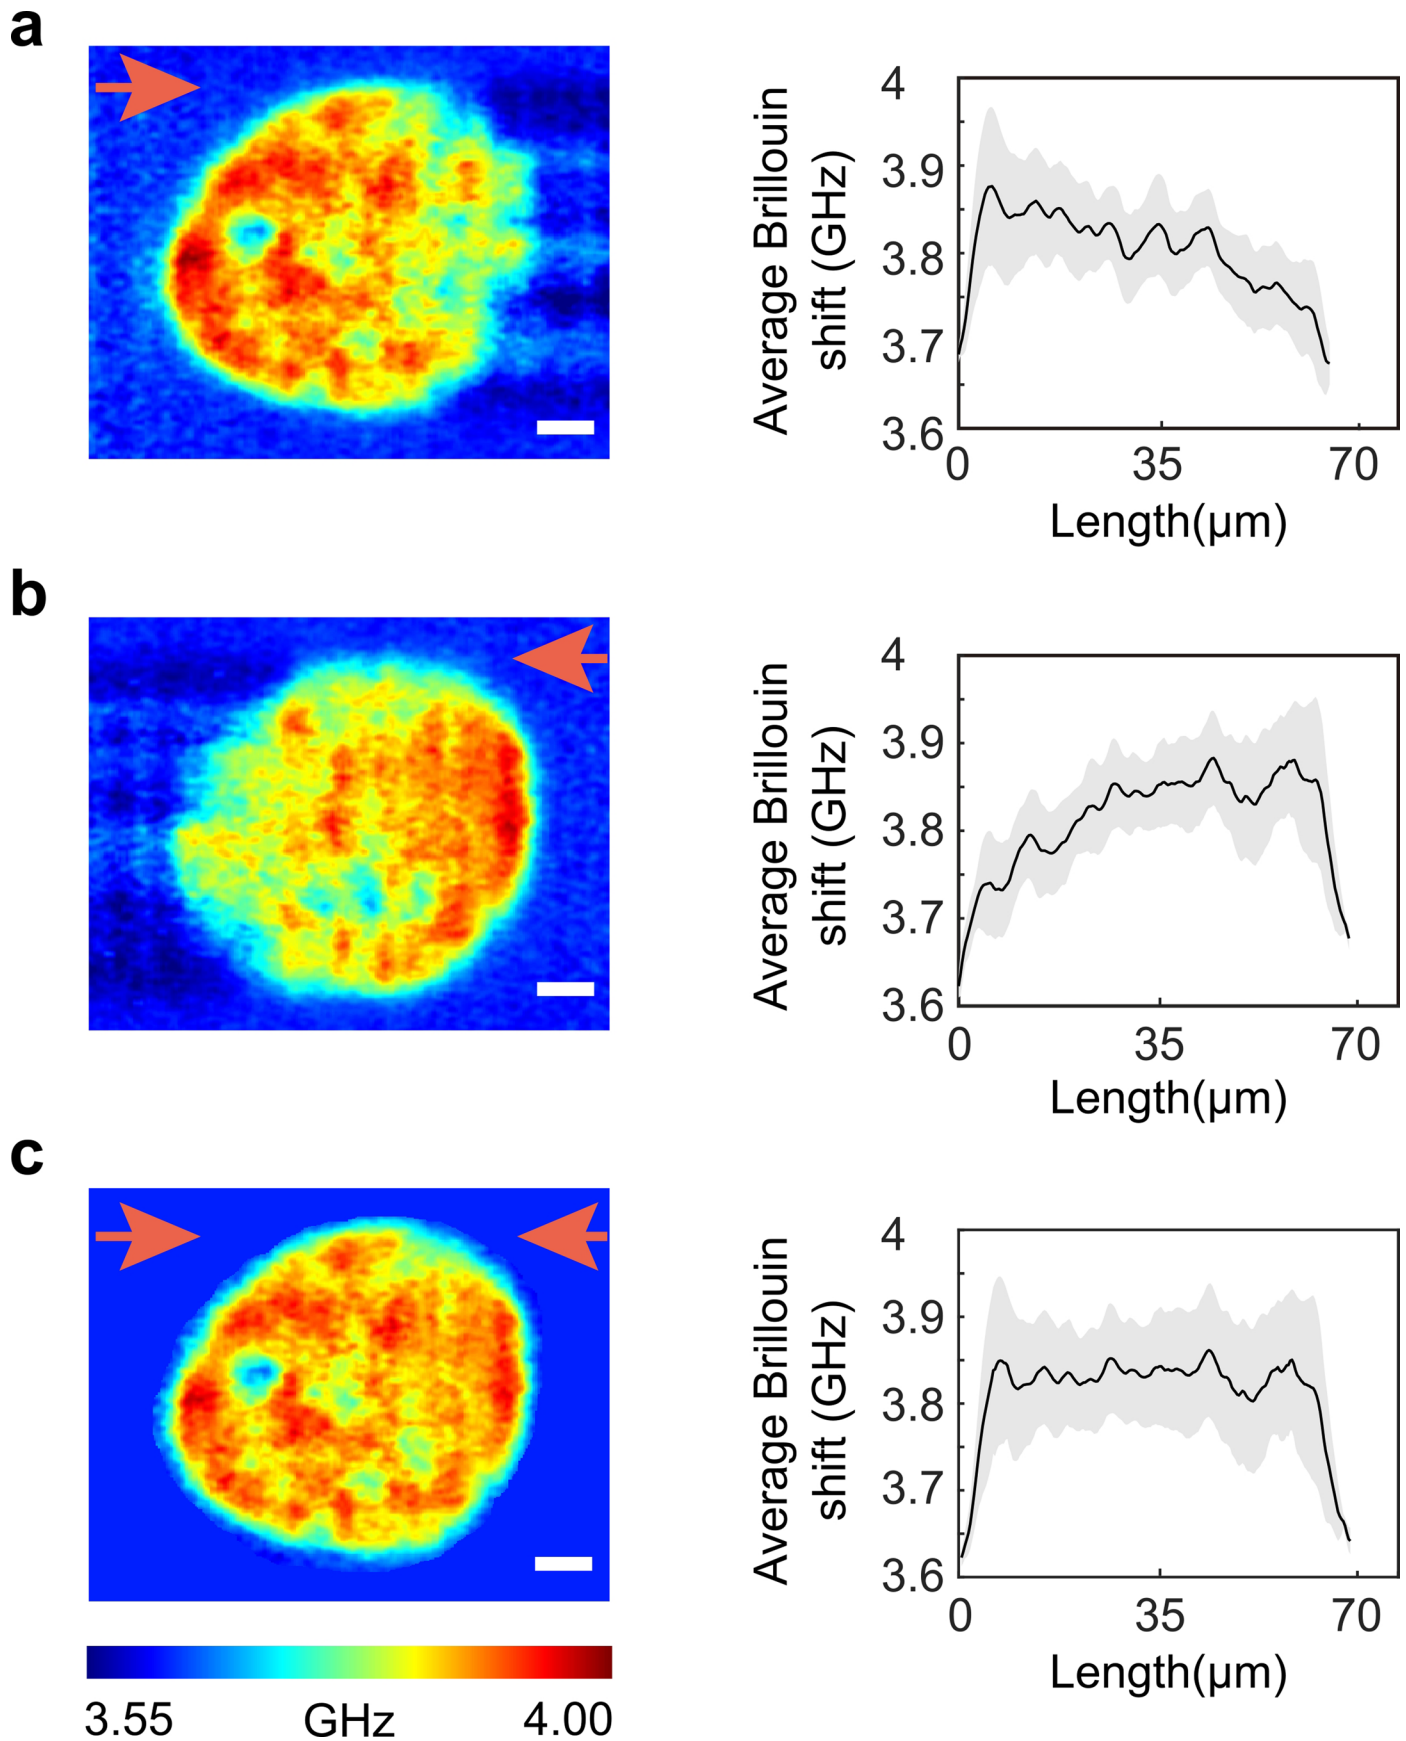 a
Average Brillouin
shift (GHz)
4
3.9
3.8
3.7
3.6
0 35 70
Length(µm)
b
Average Brillouin
shift (GHz)
4
3.9
3.8
3.7
3.6
0 35 70
Length(µm)
c
Average Brillouin
shift (GHz)
4
3.9
3.8
3.7
3.6
0 35 70
Length(µm)
3.55 GHz 4.00